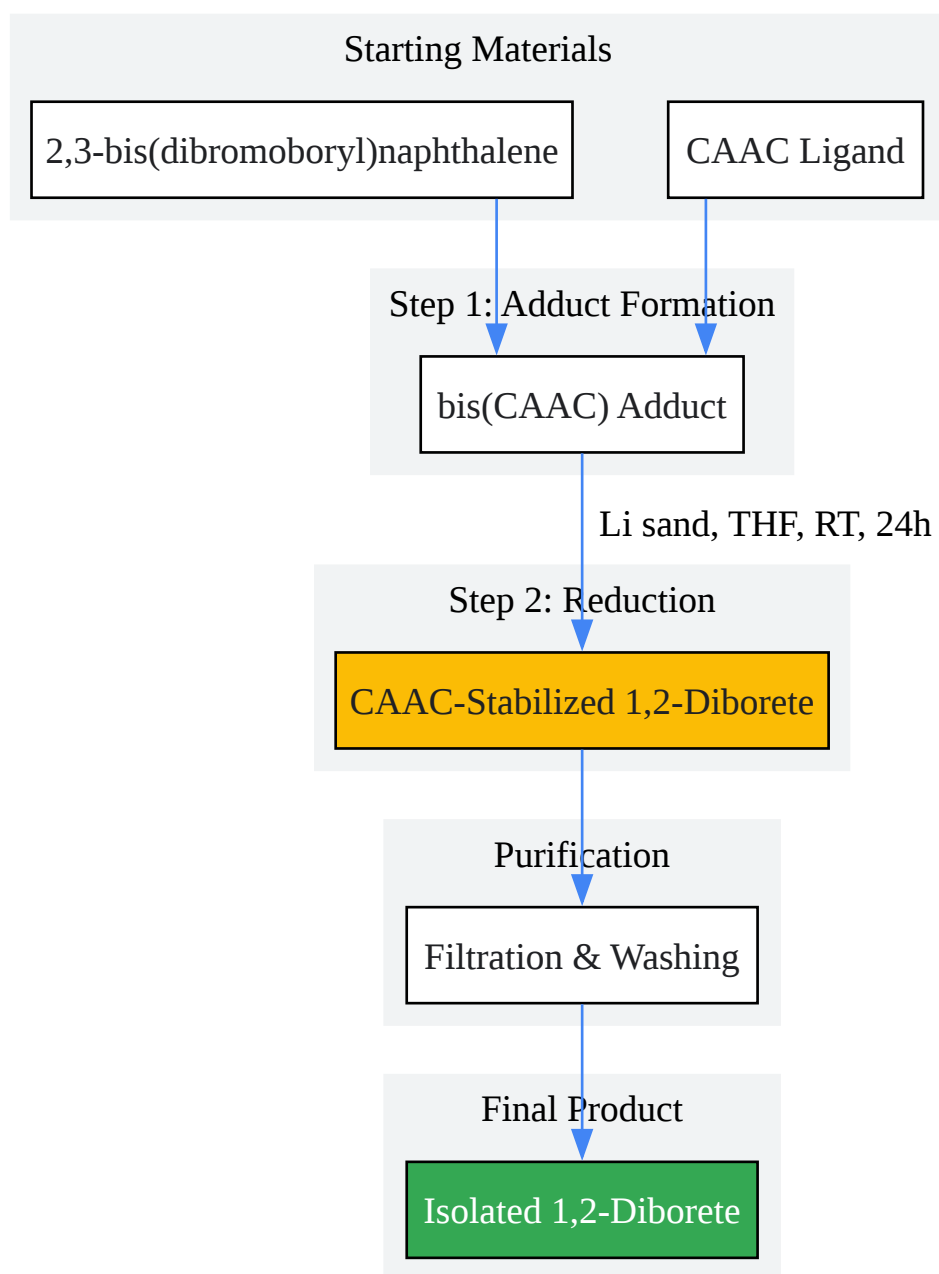 Starting Materials
2,3-bis(dibromoboryl)naphthalene
CAAC Ligand
Step 1: Adduct Formation
bis(CAAC) Adduct
Li sand, THF, RT, 24h
Step 2: Reduction
CAAC-Stabilized 1,2-Diborete
Purification
Filtration & Washing
Final Product
Isolated 1,2-Diborete